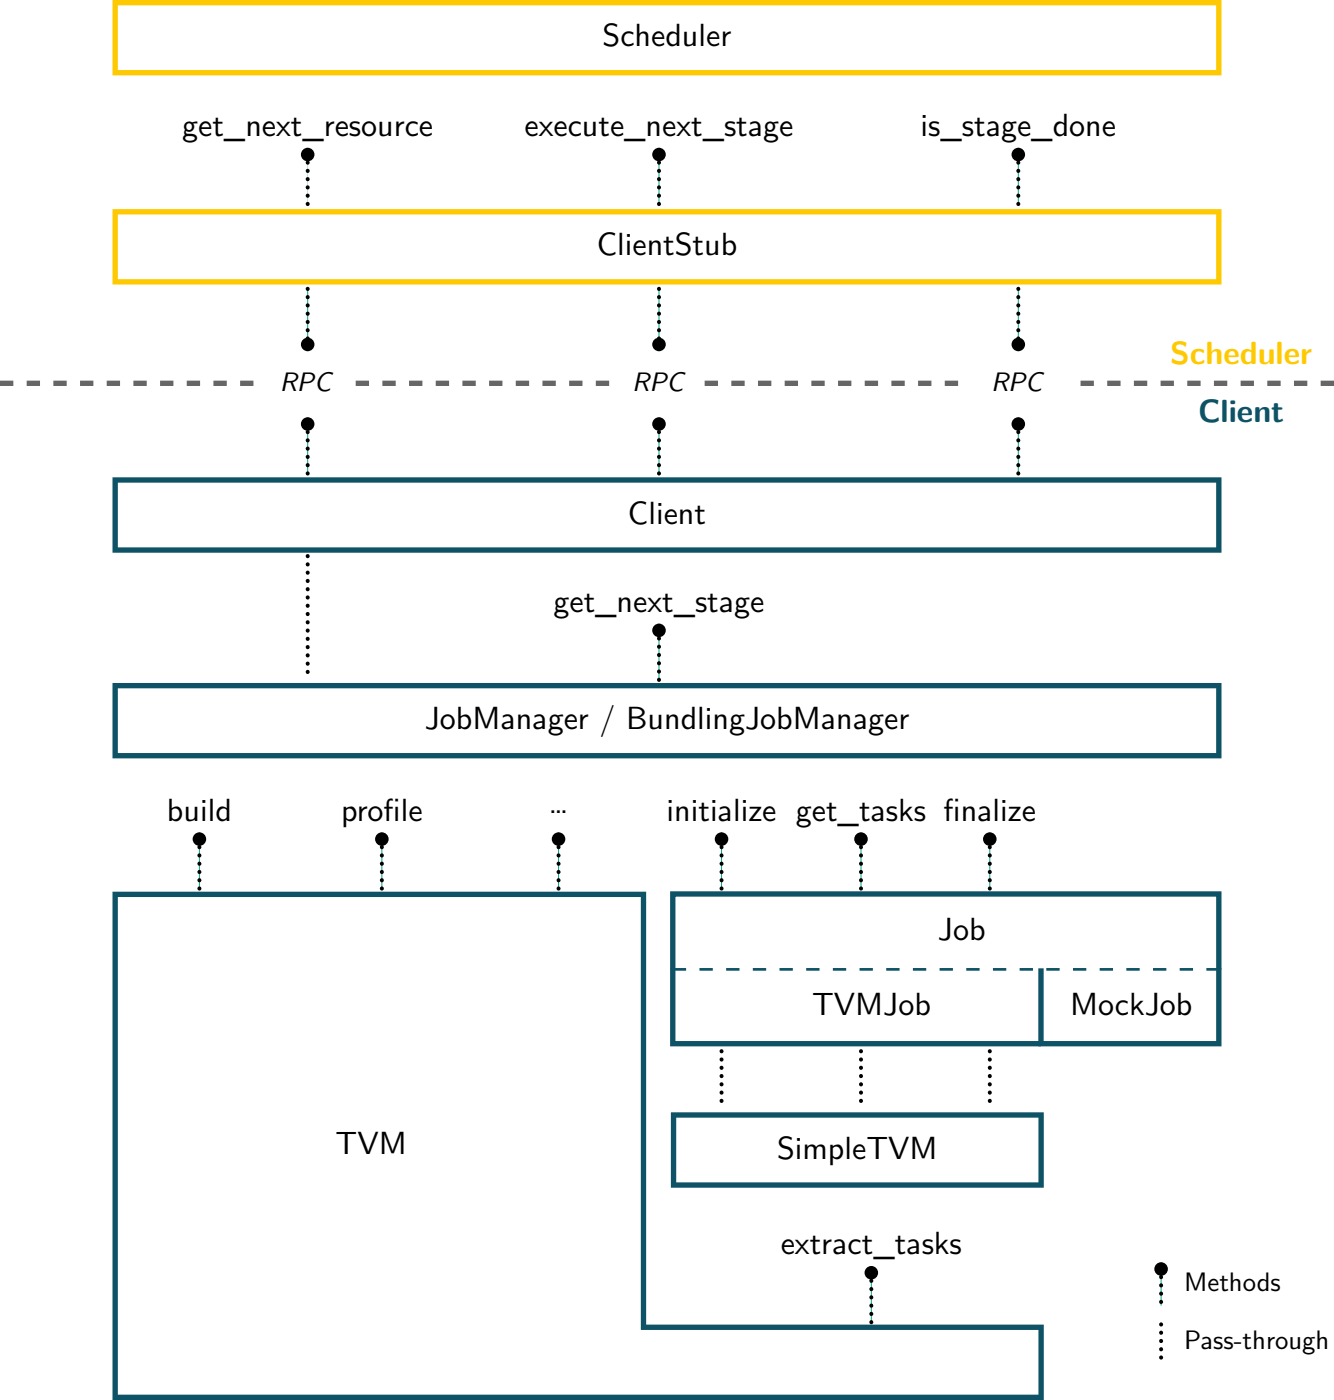 Scheduler
get_next_resource execute_next_stage is_stage_done
ClientStub
Scheduler
RPC RPC RPC
Client
Client
get_next_stage
JobManager / BundlingJobManager
build profile ... initialize get_tasks finalize
Job
TVMJob MockJob
TVM SimpleTVM
extract_tasks
Methods
Pass-through